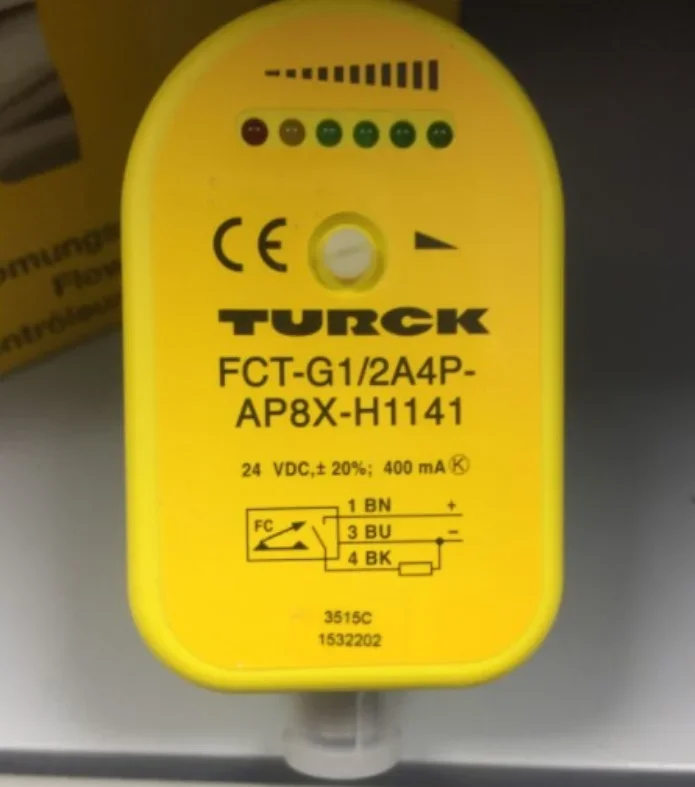 CE
TURCK
FCT-G1/2A4P-
AP8X-H1141
24 VDC,± 20%; 400 mA Ⓚ
FC
1 BN +
3 BU −
4 BK
3515C
1532202